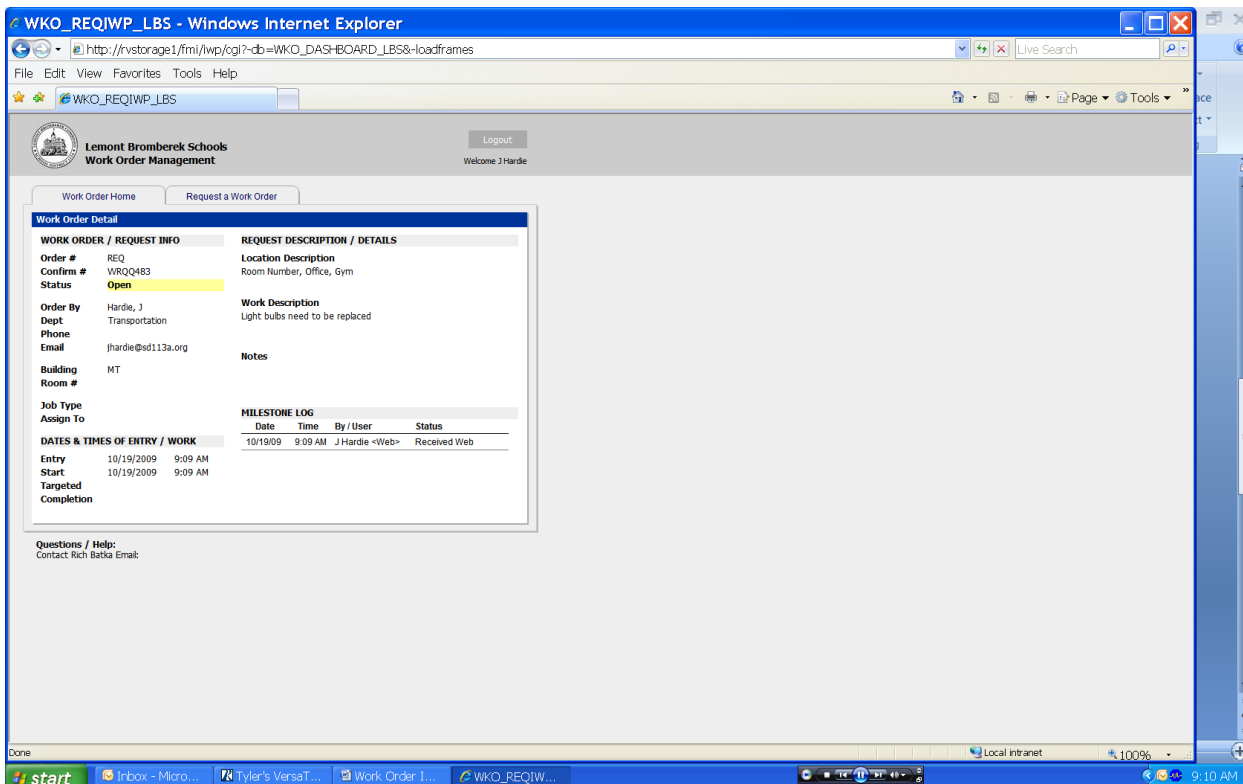 WKO_REQIWP_LBS - Windows Internet Explorer
http://rvstorage1/fmi/iwp/cgi?-db=WKO_DASHBOARD_LBS&-loadframes
Live Search
File Edit View Favorites Tools Help
WKO_REQIWP_LBS
Page Tools »
ace
Lemont Bromberek Schools
Work Order Management
Logout
Welcome J Hardie
Work Order Home Request a Work Order
Work Order Detail
WORK ORDER / REQUEST INFO
Order # REQ
Confirm # WRQQ483
Status Open
Order By Hardie, J
Dept Transportation
Phone
Email jhardie@sd113a.org
Building MT
Room #
Job Type
Assign To
DATES & TIMES OF ENTRY / WORK
Entry 10/19/2009 9:09 AM
Start 10/19/2009 9:09 AM
Targeted
Completion
REQUEST DESCRIPTION / DETAILS
Location Description
Room Number, Office, Gym
Work Description
Light bulbs need to be replaced
Notes
MILESTONE LOG
Date Time By / User Status
10/19/09 9:09 AM J Hardie <Web> Received Web
Questions / Help:
Contact Rich Batka Email:
Done
Local intranet
100%
start
Inbox - Micro...
Tyler's VersaT...
Work Order I...
WKO_REQIW...
9:10 AM